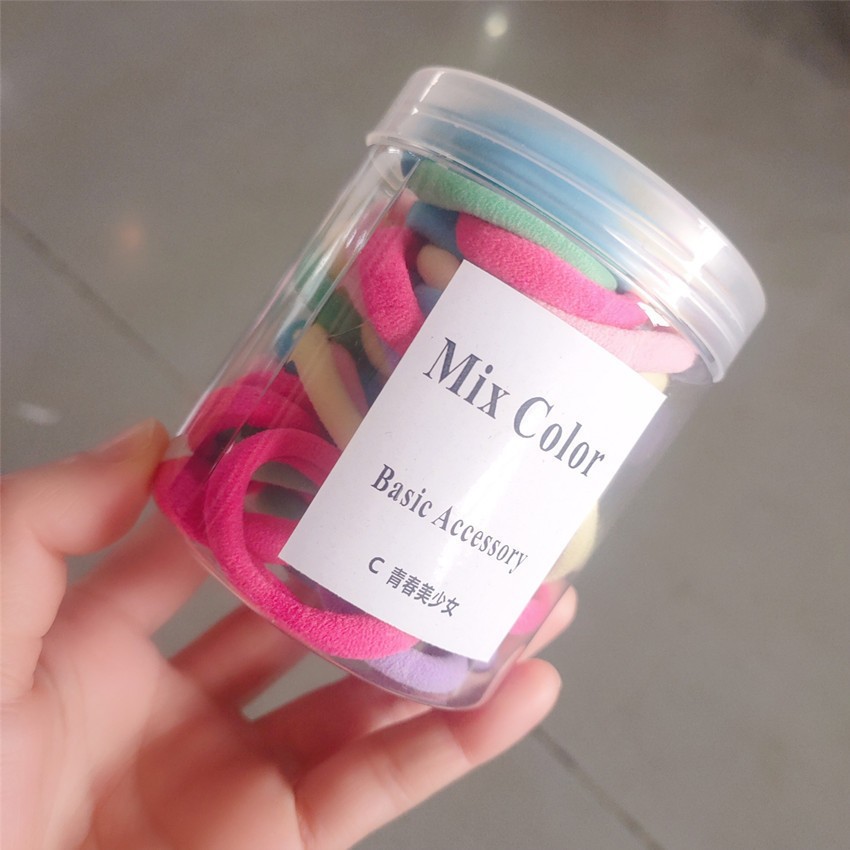 Mix Color
Basic Accessory
C 青春美少女